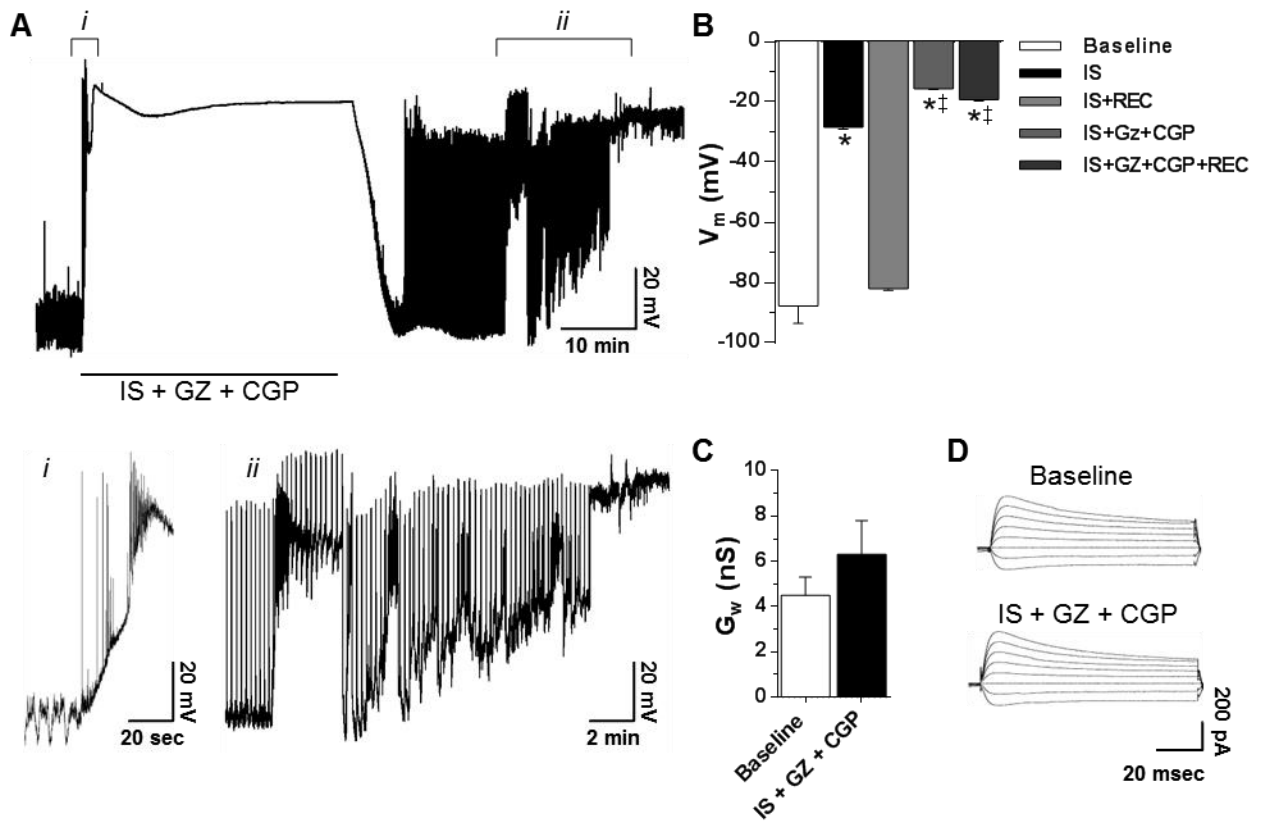 A
i
ii
20 mV
10 min
IS + GZ + CGP
i
20 mV
20 sec
ii
20 mV
2 min
B
0
-20
-40
-60
-80
-100
Vm (mV)
*
*‡
*‡
Baseline
IS
IS+REC
IS+Gz+CGP
IS+GZ+CGP+REC
C
10
8
6
4
2
0
Gw (nS)
Baseline
IS + GZ + CGP
D
Baseline
IS + GZ + CGP
200 pA
20 msec